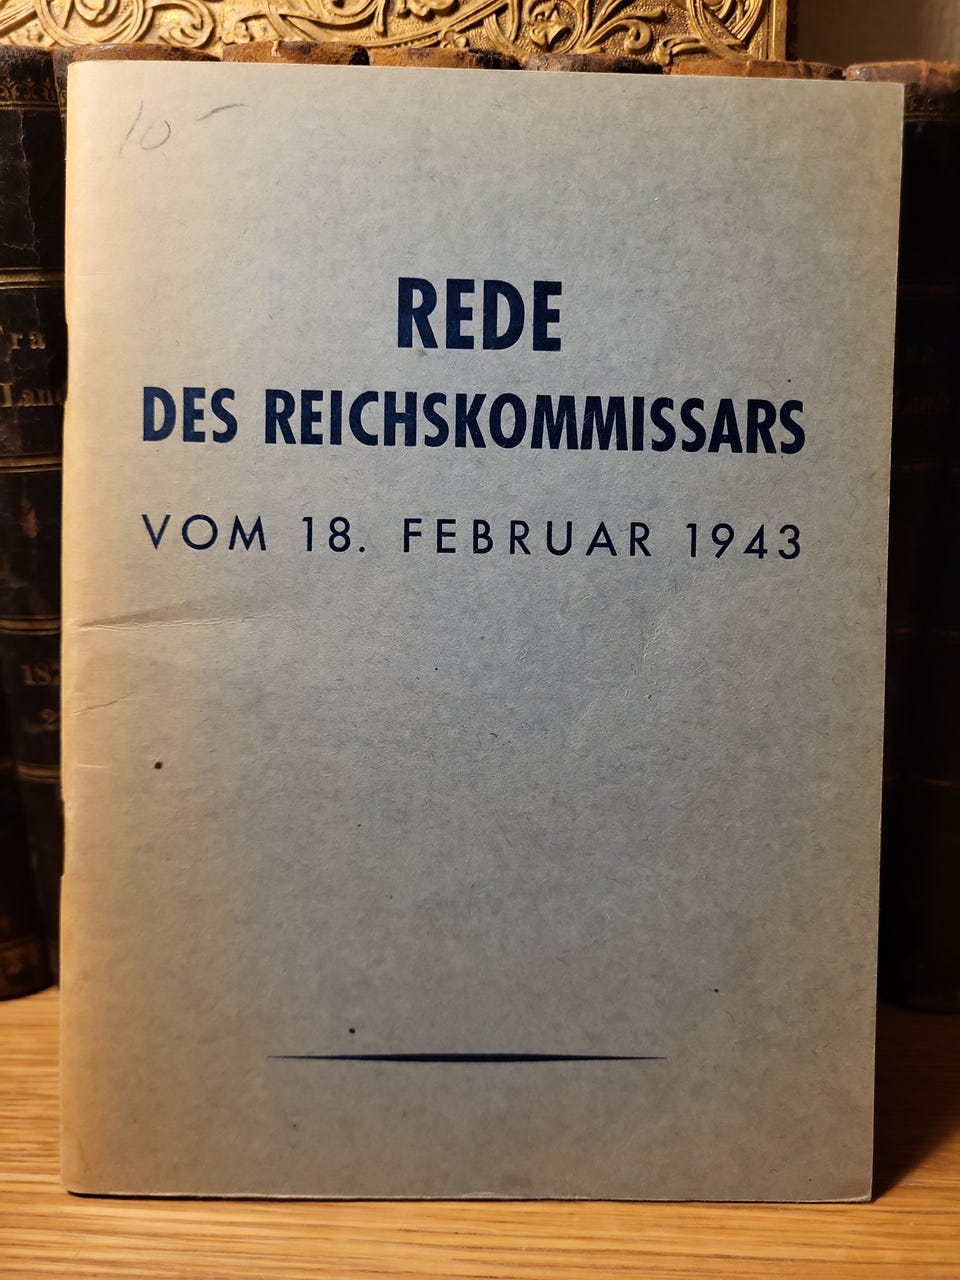 10-
REDE
DES REICHSKOMMISSARS
VOM 18. FEBRUAR 1943